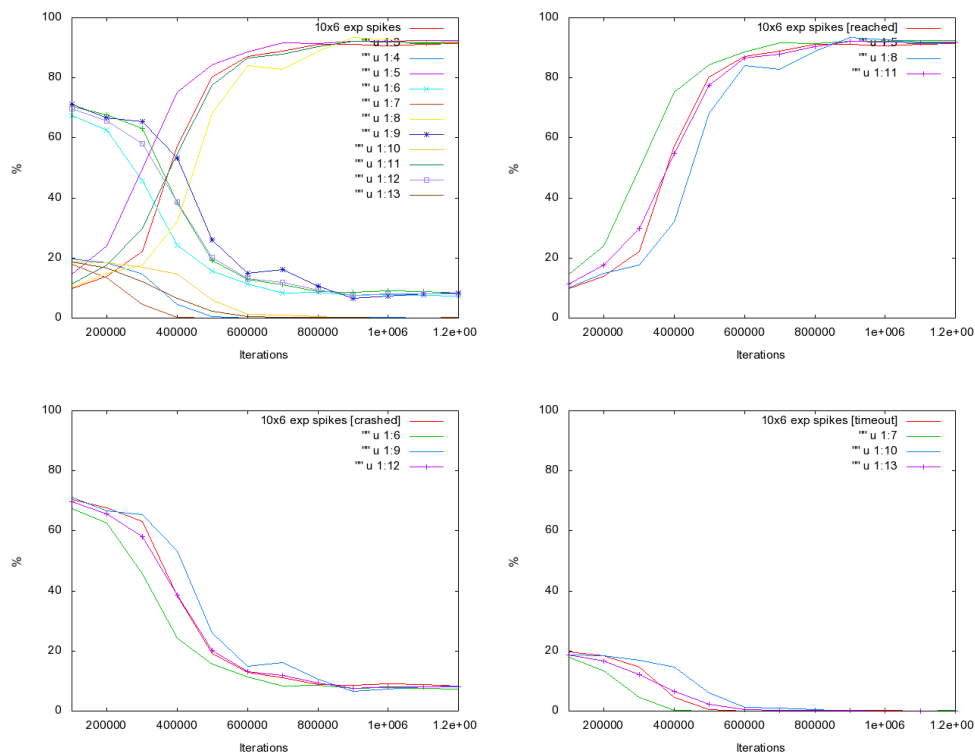 100
10x6 exp spikes
"" u 1:3
"" u 1:4
80
"" u 1:5
"" u 1:6
"" u 1:7
60
"" u 1:8
"" u 1:9
%
"" u 1:10
"" u 1:11
40
"" u 1:12
"" u 1:13
20
0
200000 400000 600000 800000 1e+006 1.2e+00
Iterations
100
10x6 exp spikes [reached]
"" u 1:5
"" u 1:8
80
"" u 1:11
60
%
40
20
0
200000 400000 600000 800000 1e+006 1.2e+00
Iterations
100
10x6 exp spikes [crashed]
"" u 1:6
"" u 1:9
80
"" u 1:12
60
%
40
20
0
200000 400000 600000 800000 1e+006 1.2e+00
Iterations
100
10x6 exp spikes [timeout]
"" u 1:7
"" u 1:10
80
"" u 1:13
60
%
40
20
0
200000 400000 600000 800000 1e+006 1.2e+00
Iterations